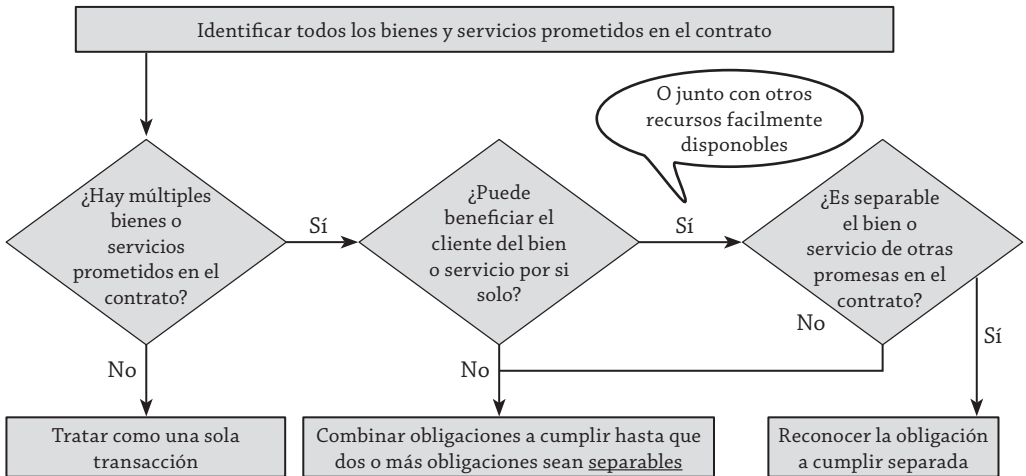 Identificar todos los bienes y servicios prometidos en el contrato
O junto con otros
recursos facilmente
disponobles
¿Hay múltiples
bienes o
servicios
prometidos en el
contrato?
Sí
¿Puede
beneficiar el
cliente del bien
o servicio por si
solo?
Sí
¿Es separable
el bien o
servicio de otras
promesas en el
contrato?
No
No
No
Sí
Tratar como una sola
transacción
Combinar obligaciones a cumplir hasta que
dos o más obligaciones sean separables
Reconocer la obligación
a cumplir separada